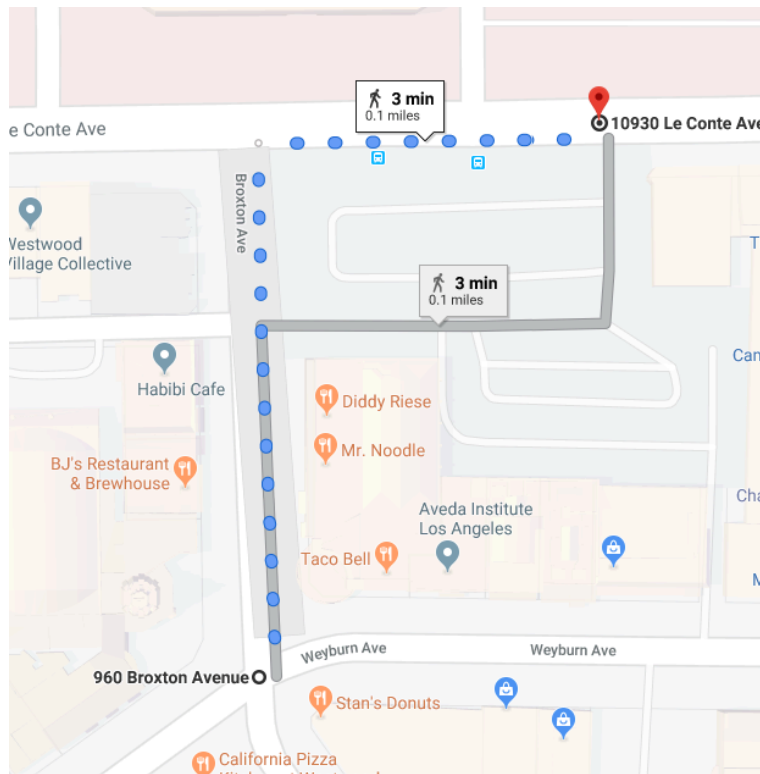 3 min
0.1 miles
10930 Le Conte Ave
e Conte Ave
Broxton Ave
Westwood
Village Collective
3 min
0.1 miles
Habibi Cafe
Diddy Riese
Mr. Noodle
BJ's Restaurant
& Brewhouse
Aveda Institute
Los Angeles
Taco Bell
T
Can
Cha
M
Weyburn Ave
Weyburn Ave
960 Broxton Avenue
Stan's Donuts
California Pizza